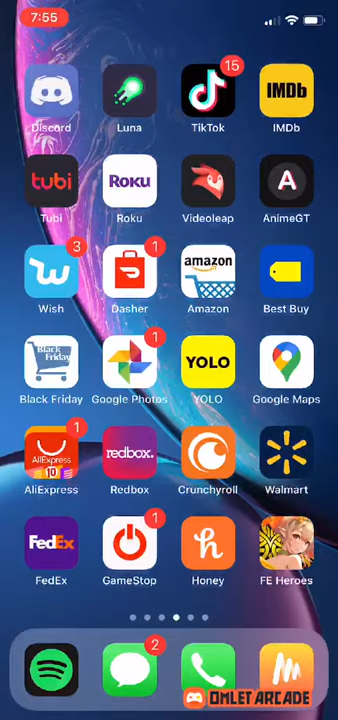 7:55
15
Discord Luna TikTok IMDb
IMDb
tubi
Roku
A
Tubi Roku Videoleap AnimeGT
3
1
amazon
Wish Dasher Amazon Best Buy
Black
Friday
1
YOLO
Black Friday Google Photos YOLO Google Maps
1
AliExpress
10
redbox.
AliExpress Redbox Crunchyroll Walmart
FedEx
1
h
FedEx GameStop Honey FE Heroes
2
OMLET ARCADE